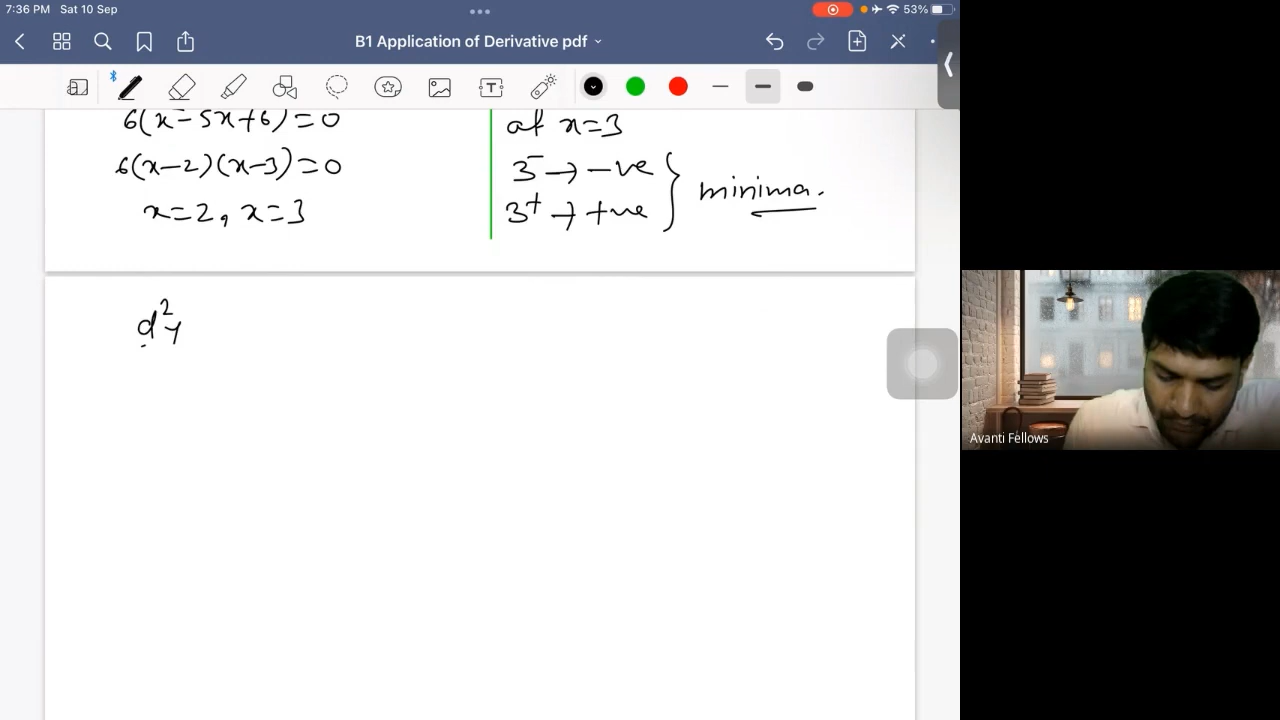 7:36 PM Sat 10 Sep
53%
B1 Application of Derivative pdf
T
6(x²-5x+6)=0
6(x-2)(x-3)=0
x=2, x=3
at x=3
3⁻ → -ve
3⁺ → +ve
} minima.
d²y
Avanti Fellows